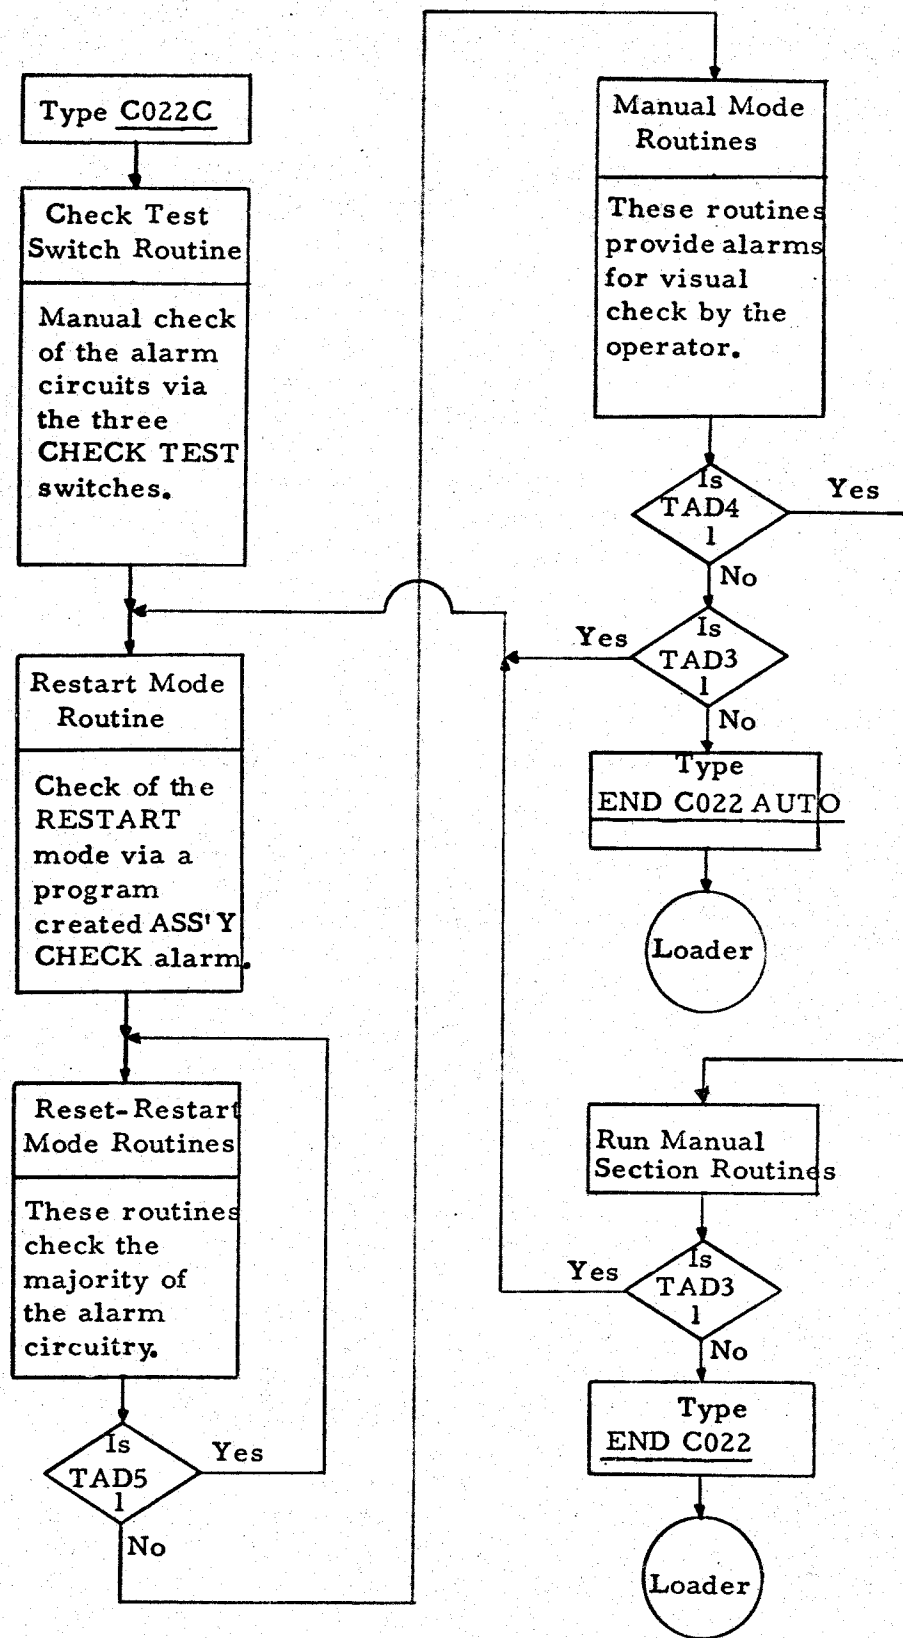 Type C022C
Check Test
Switch Routine
Manual check
of the alarm
circuits via
the three
CHECK TEST
switches.
Restart Mode
Routine
Check of the
RESTART
mode via a
program
created ASS'Y
CHECK alarm.
Reset-Restart
Mode Routines
These routines
check the
majority of
the alarm
circuitry.
Is
TAD5
1
Yes
No
Manual Mode
Routines
These routines
provide alarms
for visual
check by the
operator.
Is
TAD4
1
Yes
No
Is
TAD3
1
Yes
No
Type
END C022 AUTO
Loader
Run Manual
Section Routines
Is
TAD3
1
Yes
No
Type
END C022
Loader